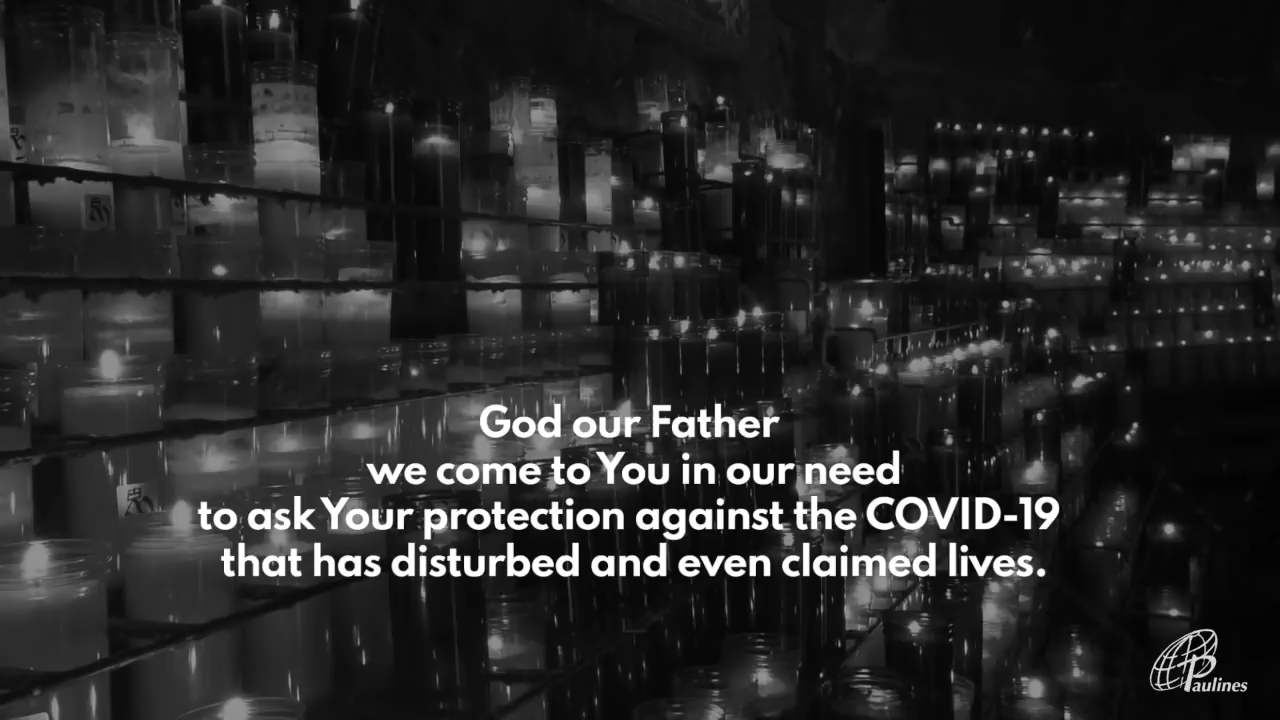 God our Father
we come to You in our need
to ask Your protection against the COVID-19
that has disturbed and even claimed lives.
Paulines